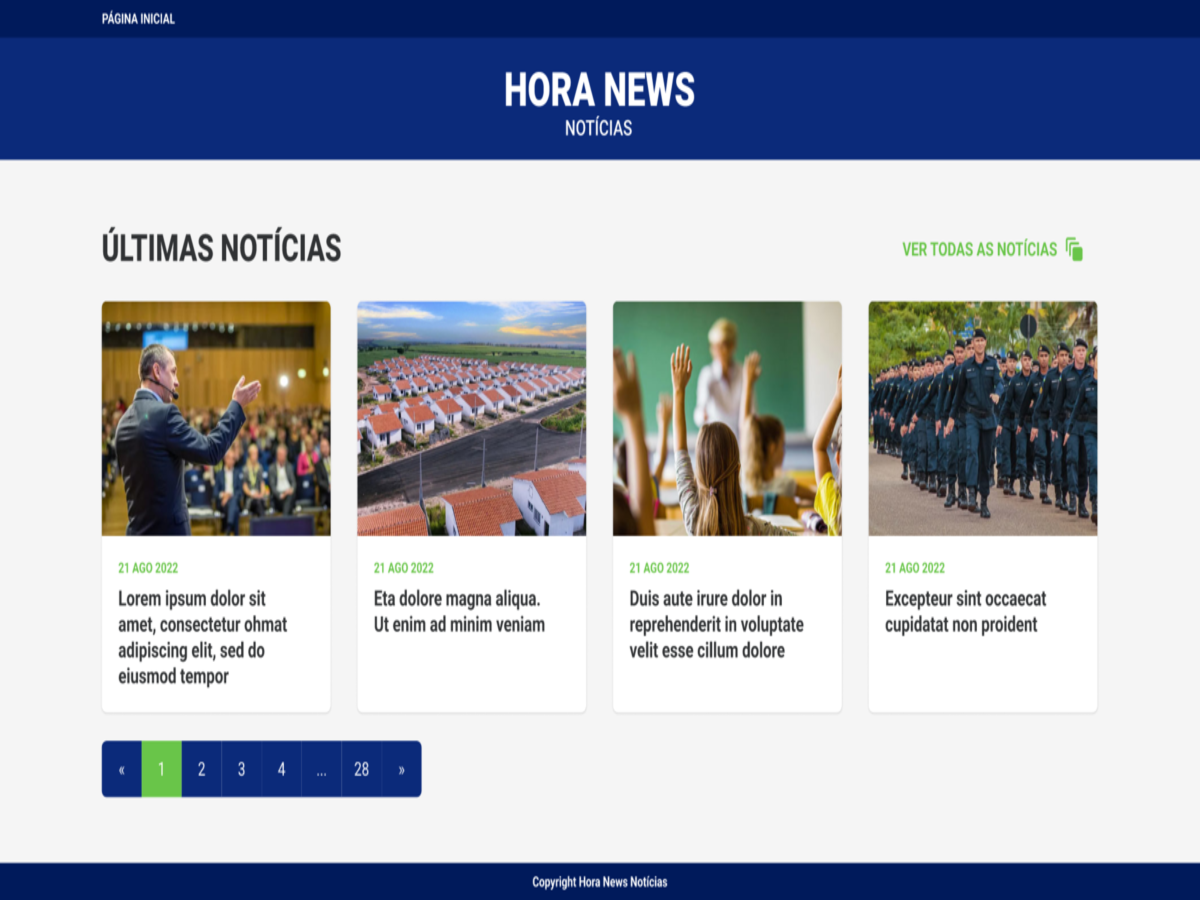 PÁGINA INICIAL
HORA NEWS
NOTÍCIAS
ÚLTIMAS NOTÍCIAS
VER TODAS AS NOTÍCIAS
21 AGO 2022
Lorem ipsum dolor sit
amet, consectetur ohmat
adipiscing elit, sed do
eiusmod tempor
21 AGO 2022
Eta dolore magna aliqua.
Ut enim ad minim veniam
21 AGO 2022
Duis aute irure dolor in
reprehenderit in voluptate
velit esse cillum dolore
21 AGO 2022
Excepteur sint occaecat
cupidatat non proident
« 1 2 3 4 ... 28 »
Copyright Hora News Notícias